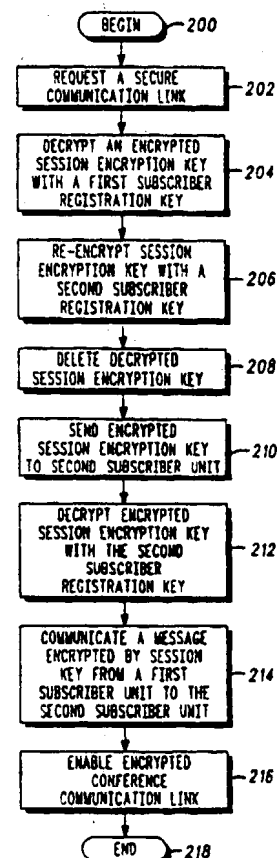 BEGIN
200
REQUEST A SECURE
COMMUNICATION LINK
202
DECRYPT AN ENCRYPTED
SESSION ENCRYPTION KEY
WITH A FIRST SUBSCRIBER
REGISTRATION KEY
204
RE-ENCRYPT SESSION
ENCRYPTION KEY WITH A
SECOND SUBSCRIBER
REGISTRATION KEY
206
DELETE DECRYPTED
SESSION ENCRYPTION KEY
208
SEND ENCRYPTED
SESSION ENCRYPTION KEY
TO SECOND SUBSCRIBER UNIT
210
DECRYPT ENCRYPTED
SESSION ENCRYPTION KEY
WITH THE SECOND
SUBSCRIBER
REGISTRATION KEY
212
COMMUNICATE A MESSAGE
ENCRYPTED BY SESSION
KEY FROM A FIRST
SUBSCRIBER UNIT TO THE
SECOND SUBSCRIBER UNIT
214
ENABLE ENCRYPTED
CONFERENCE
COMMUNICATION LINK
216
END
218